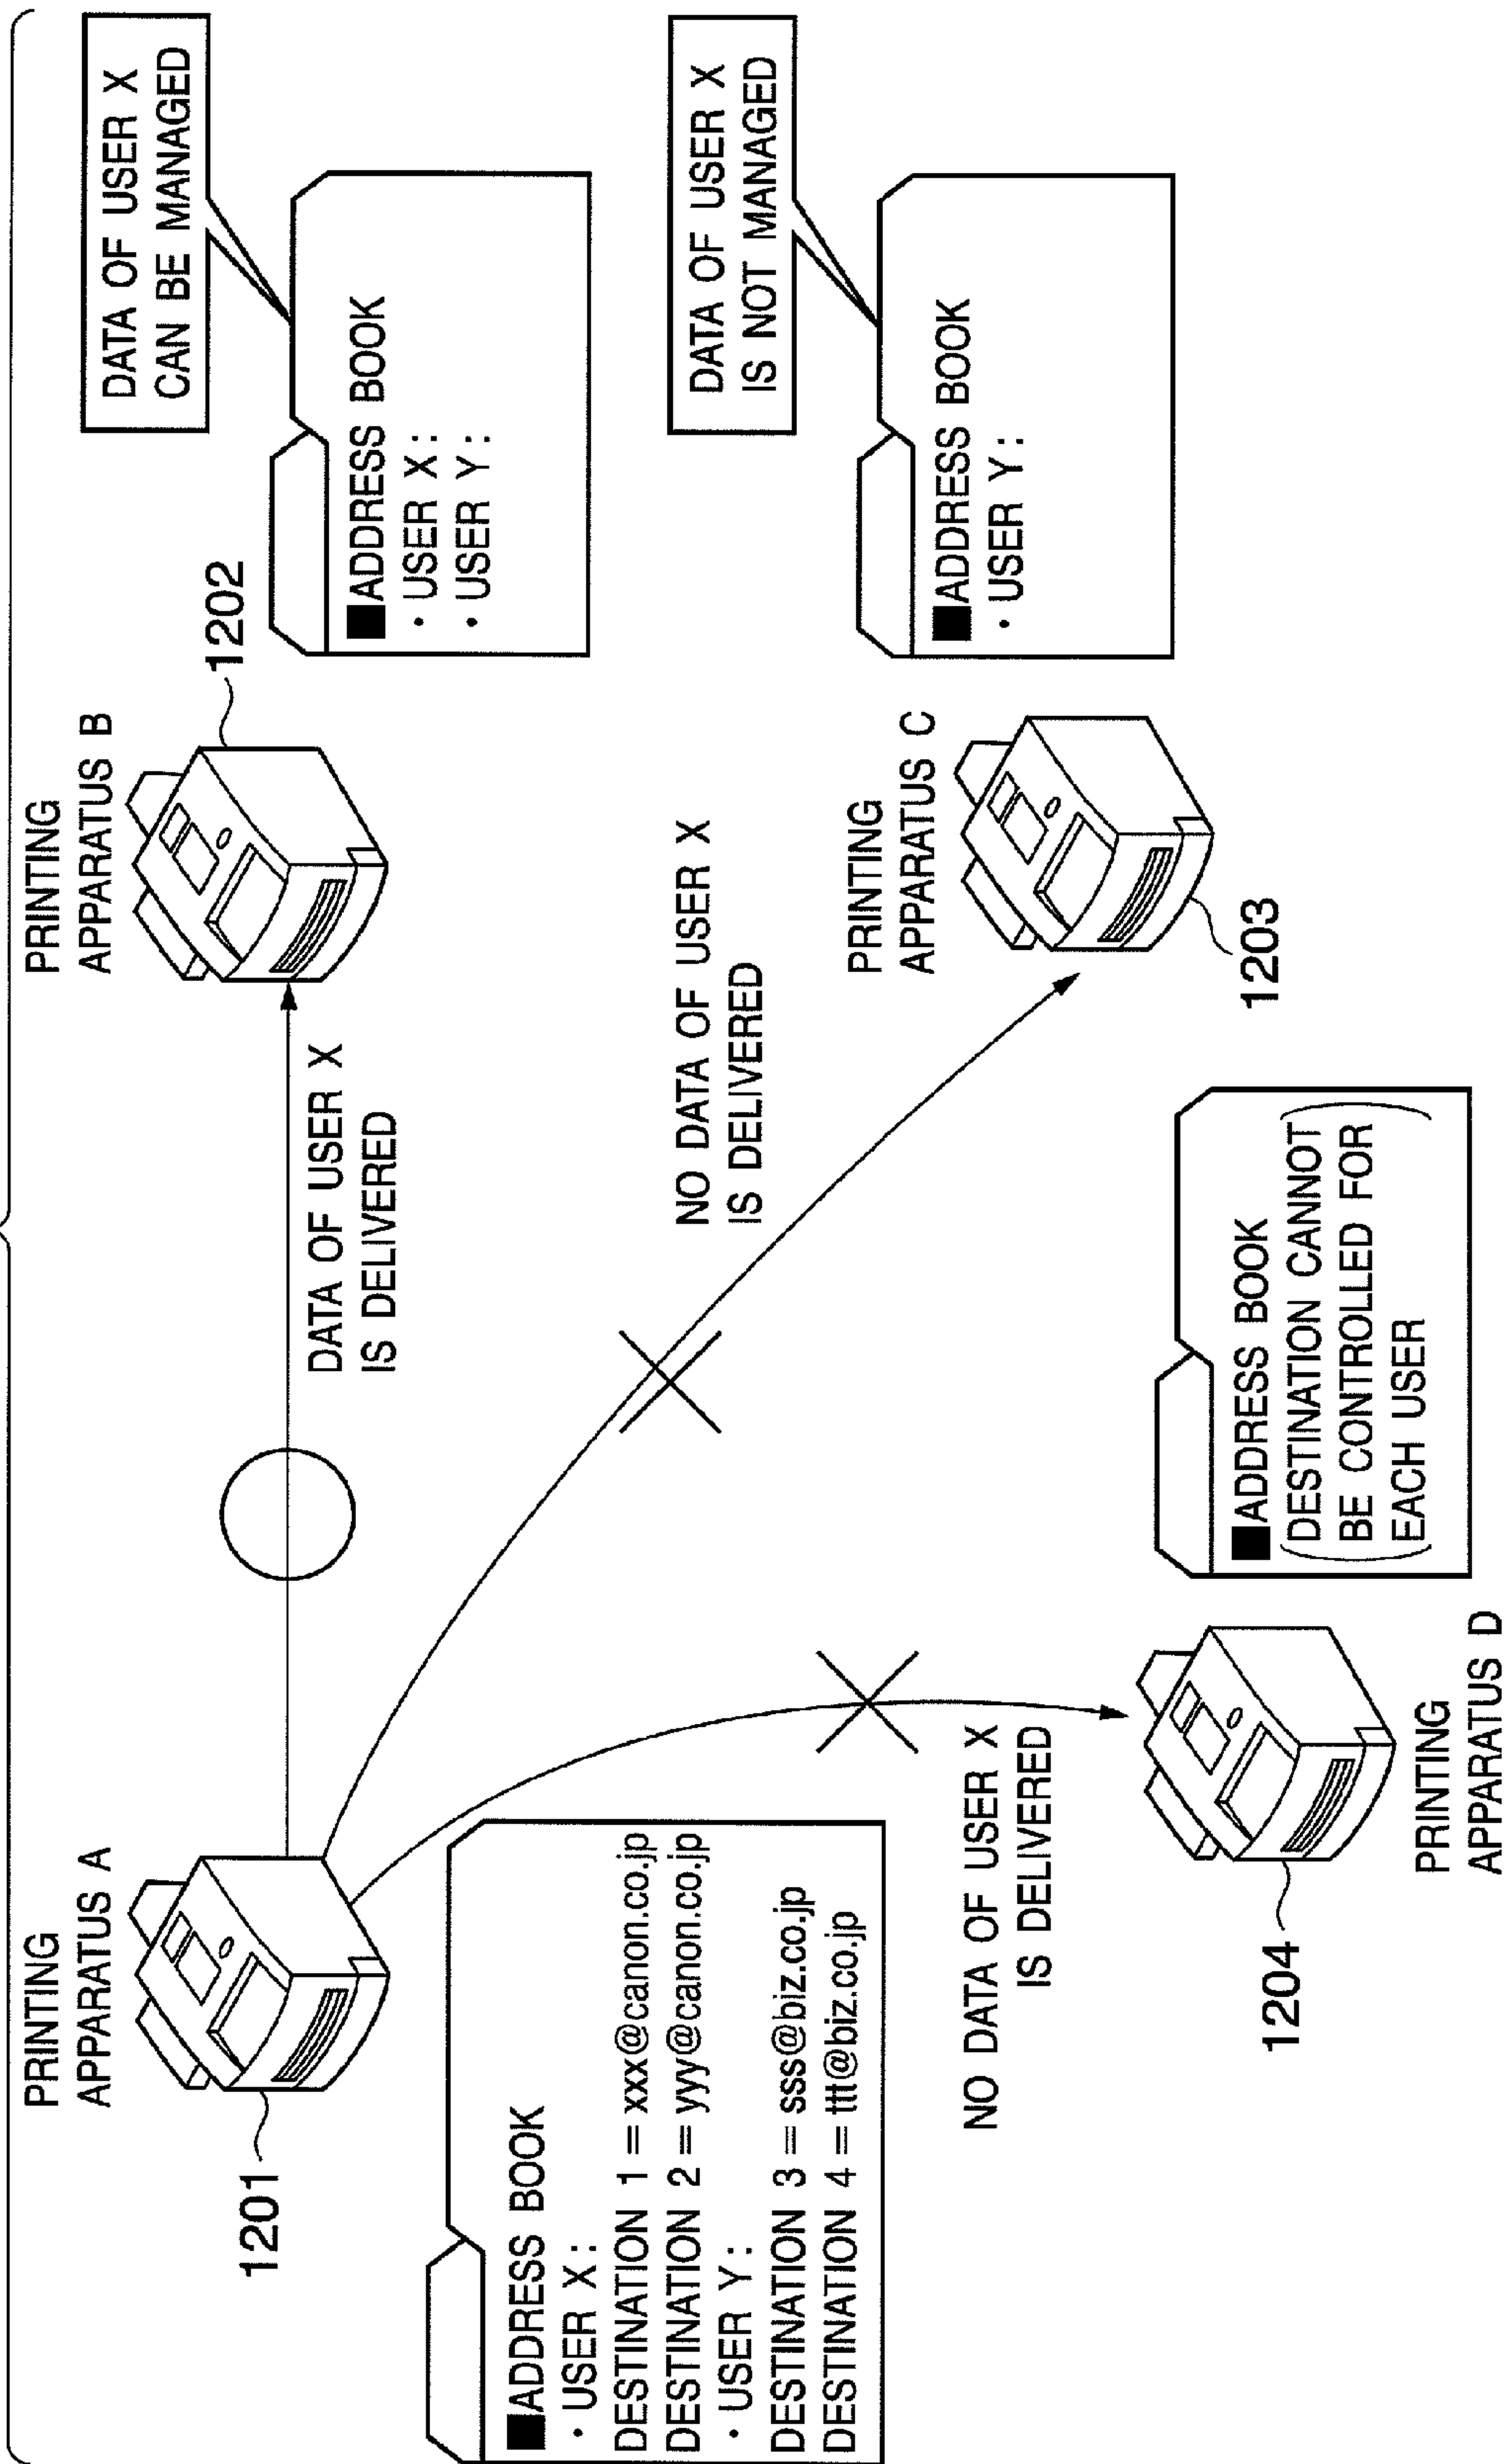 PRINTING
APPARATUS A
1201
■ADDRESS BOOK
・USER X:
DESTINATION 1 = xxx@canon.co.jp
DESTINATION 2 = yyy@canon.co.jp
・USER Y:
DESTINATION 3 = sss@biz.co.jp
DESTINATION 4 = ttt@biz.co.jp
DATA OF USER X
IS DELIVERED
PRINTING
APPARATUS B
1202
DATA OF USER X
CAN BE MANAGED
■ADDRESS BOOK
・USER X:
・USER Y:
NO DATA OF USER X
IS DELIVERED
PRINTING
APPARATUS C
1203
DATA OF USER X
IS NOT MANAGED
■ADDRESS BOOK
・USER Y:
NO DATA OF USER X
IS DELIVERED
1204
PRINTING
APPARATUS D
■ADDRESS BOOK
(DESTINATION CANNOT
BE CONTROLLED FOR
EACH USER)